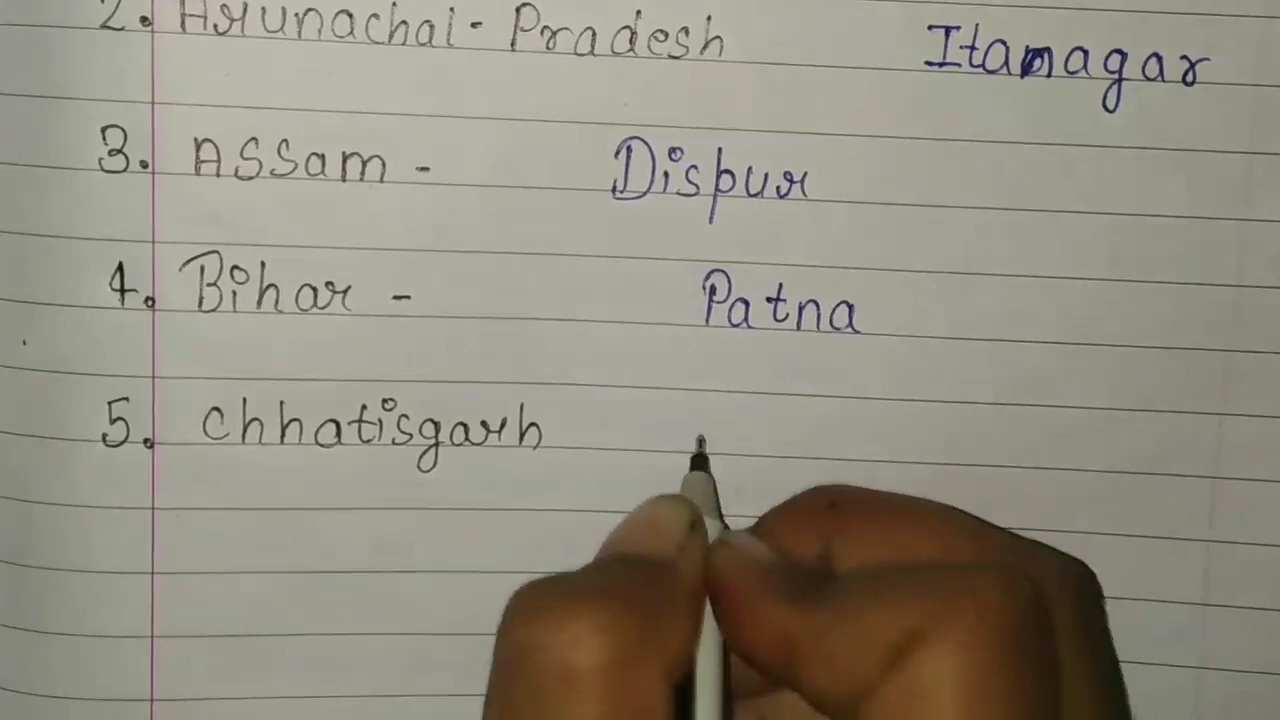 2. Arunachal - Pradesh Itanagar
3. Assam - Dispur
4. Bihar - Patna
5. Chhatisgarh